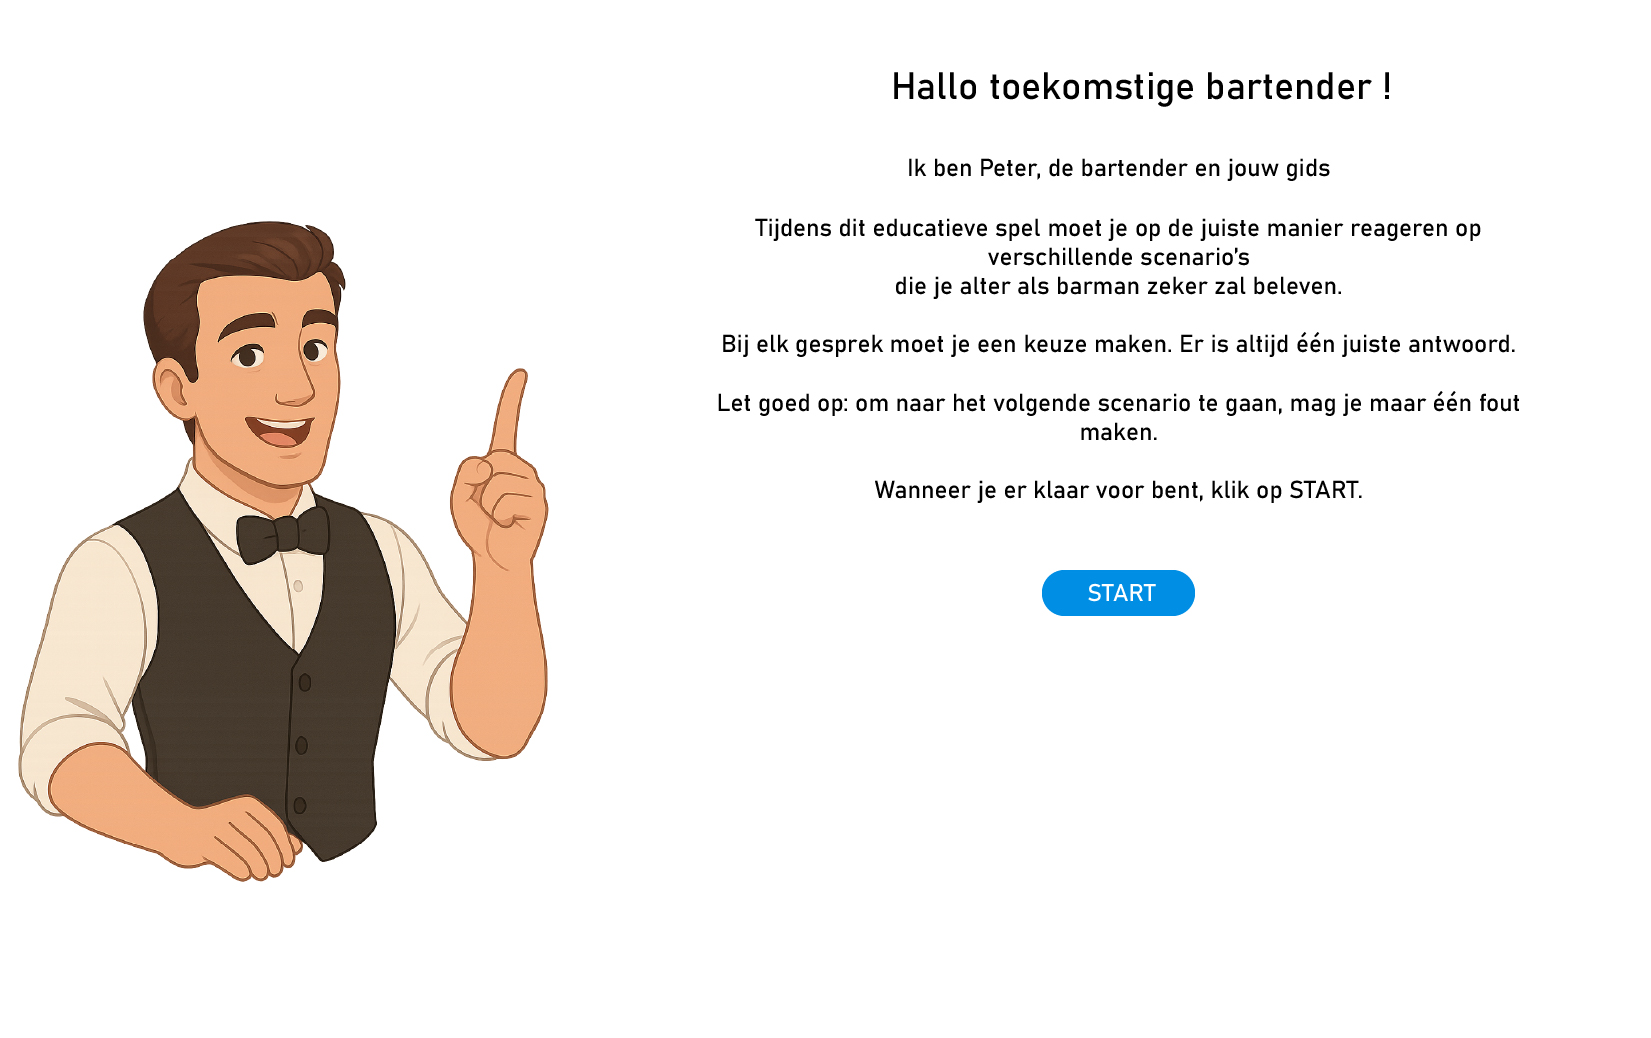 Hallo toekomstige bartender !
Ik ben Peter, de bartender en jouw gids
Tijdens dit educatieve spel moet je op de juiste manier reageren op
verschillende scenario's
die je alter als barman zeker zal beleven.
Bij elk gesprek moet je een keuze maken. Er is altijd één juiste antwoord.
Let goed op: om naar het volgende scenario te gaan, mag je maar één fout
maken.
Wanneer je er klaar voor bent, klik op START.
START